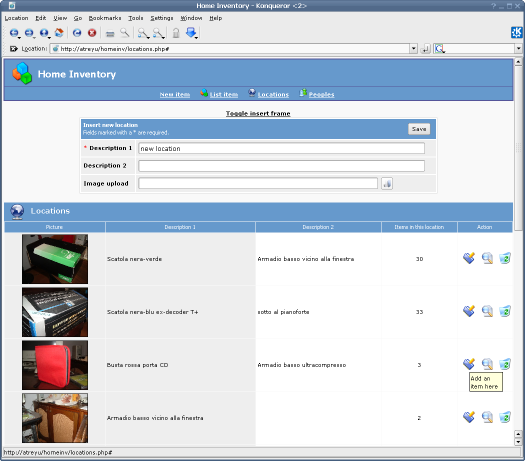 Home Inventory - Konqueror <2>
Location Edit View Go Bookmarks Tools Settings Window Help
Location: http://atreyu/homeinv/locations.php#
Home Inventory
New item List item Locations Peoples
Toggle insert frame
Insert new location
Fields marked with a * are required.
Save
* Description 1 new location
Description 2
Image upload
Locations
Picture Description 1 Description 2 Items in this location Action
Scatola nera-verde Armadio basso vicino alla finestra 30
Scatola nera-blu ex-decoder T+ sotto al pianoforte 33
Busta rossa porta CD Armadio basso ultracompresso 3
Add an
item here
Armadio basso vicino alla finestra 2
http://atreyu/homeinv/locations.php#